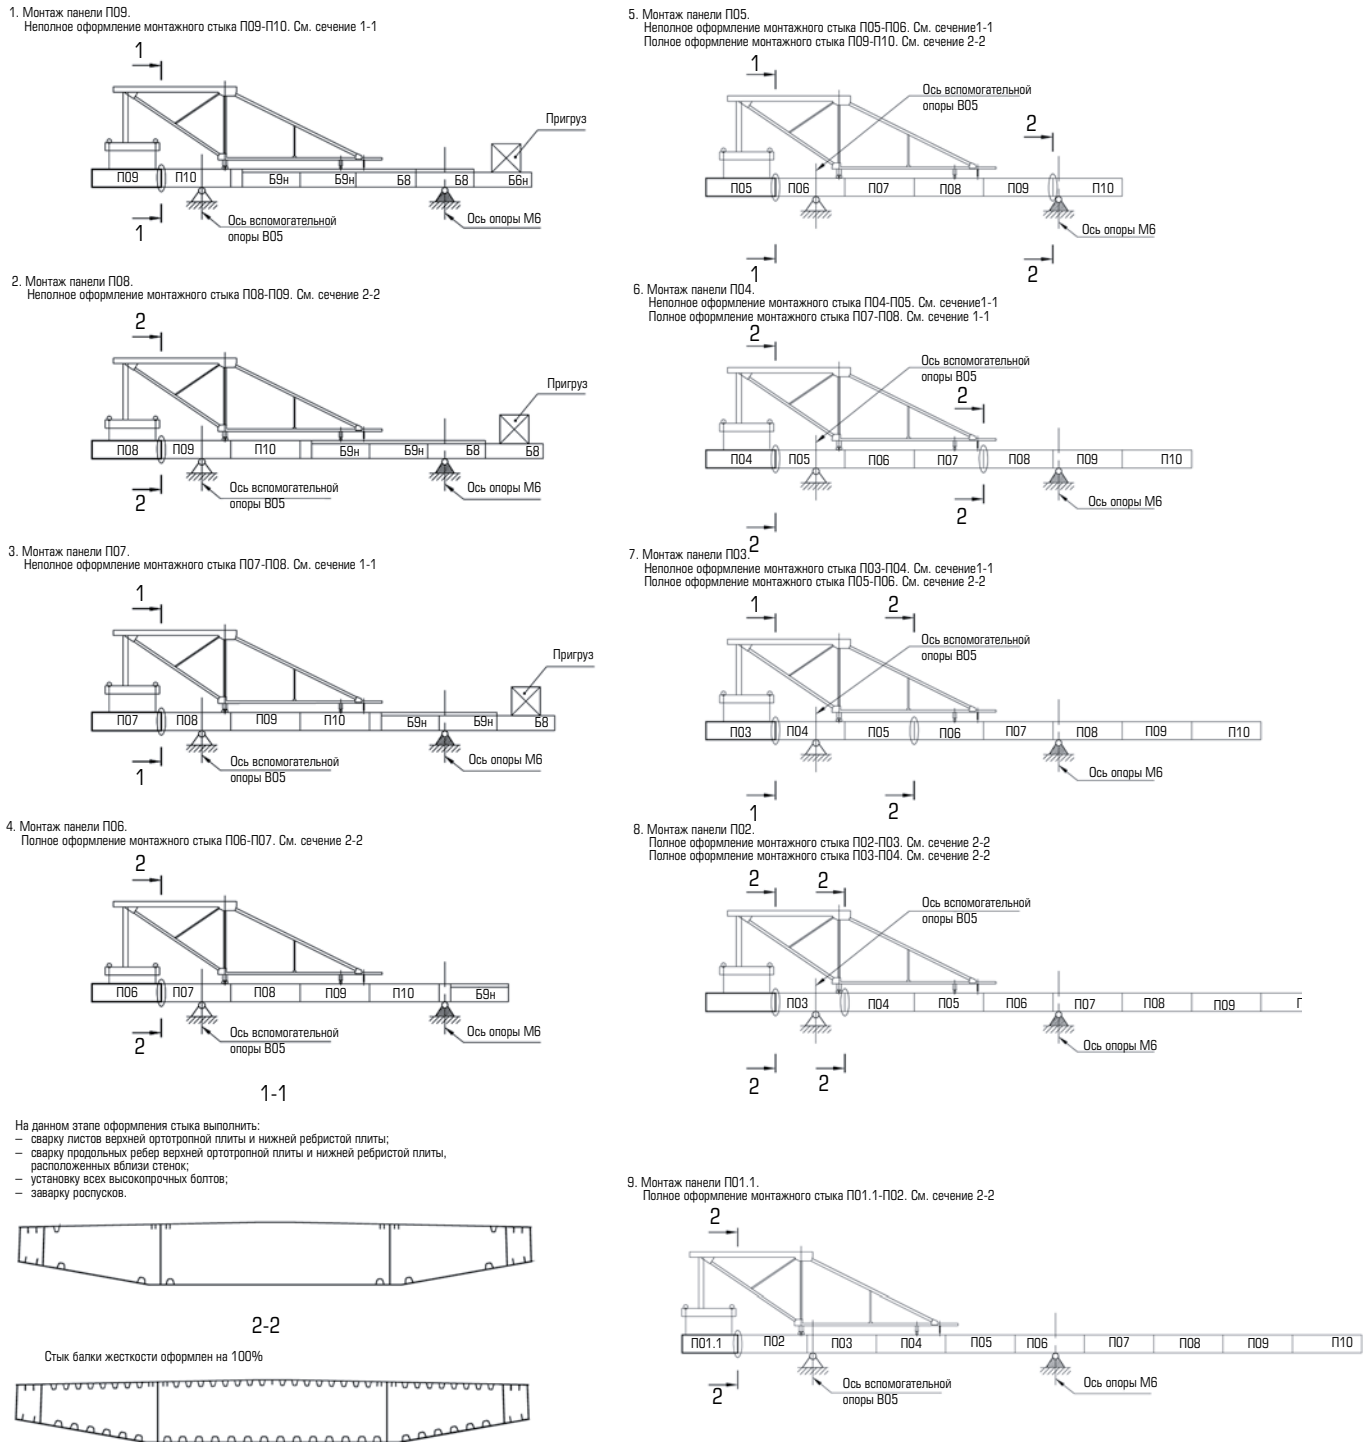 1. Монтаж панели П09.
Неполное оформление монтажного стыка П09-П10. См. сечение 1-1
1
Пригруз
П09 П10 Б9н Б9н Б8 Б8 Б6н
Ось вспомогательной
опоры В05
Ось опоры М6
1
2. Монтаж панели П08.
Неполное оформление монтажного стыка П08-П09. См. сечение 2-2
2
Пригруз
П08 П09 П10 Б9н Б9н Б8 Б8
Ось вспомогательной
опоры В05
Ось опоры М6
2
3. Монтаж панели П07.
Неполное оформление монтажного стыка П07-П08. См. сечение 1-1
1
Пригруз
П07 П08 П09 П10 Б9н Б9н Б8
Ось вспомогательной
опоры В05
Ось опоры М6
1
4. Монтаж панели П06.
Полное оформление монтажного стыка П06-П07. См. сечение 2-2
2
П06 П07 П08 П09 П10 Б9н
Ось вспомогательной
опоры В05
Ось опоры М6
2
1-1
На данном этапе оформления стыка выполнить:
– сварку листов верхней ортотропной плиты и нижней ребристой плиты;
– сварку продольных ребер верхней ортотропной плиты и нижней ребристой плиты,
расположенных вблизи стенок;
– установку всех высокопрочных болтов;
– заварку роспусков.
2-2
Стык балки жесткости оформлен на 100%
5. Монтаж панели П05.
Неполное оформление монтажного стыка П05-П06. См. сечение1-1
Полное оформление монтажного стыка П09-П10. См. сечение 2-2
1
Ось вспомогательной
опоры В05
2
П05 П06 П07 П08 П09 П10
Ось опоры М6
1 2
6. Монтаж панели П04.
Неполное оформление монтажного стыка П04-П05. См. сечение1-1
Полное оформление монтажного стыка П07-П08. См. сечение 1-1
2
Ось вспомогательной
опоры В05
2
П04 П05 П06 П07 П08 П09 П10
Ось опоры М6
2
2
7. Монтаж панели П03.
Неполное оформление монтажного стыка П03-П04. См. сечение1-1
Полное оформление монтажного стыка П05-П06. См. сечение 2-2
1 2
Ось вспомогательной
опоры В05
П03 П04 П05 П06 П07 П08 П09 П10
Ось опоры М6
1 2
8. Монтаж панели П02.
Полное оформление монтажного стыка П02-П03. См. сечение 2-2
Полное оформление монтажного стыка П03-П04. См. сечение 2-2
2 2
Ось вспомогательной
опоры В05
П03 П04 П05 П06 П07 П08 П09
Ось опоры М6
2 2
9. Монтаж панели П01.1.
Полное оформление монтажного стыка П01.1-П02. См. сечение 2-2
2
П01.1 П02 П03 П04 П05 П06 П07 П08 П09 П10
Ось вспомогательной
опоры В05
Ось опоры М6
2